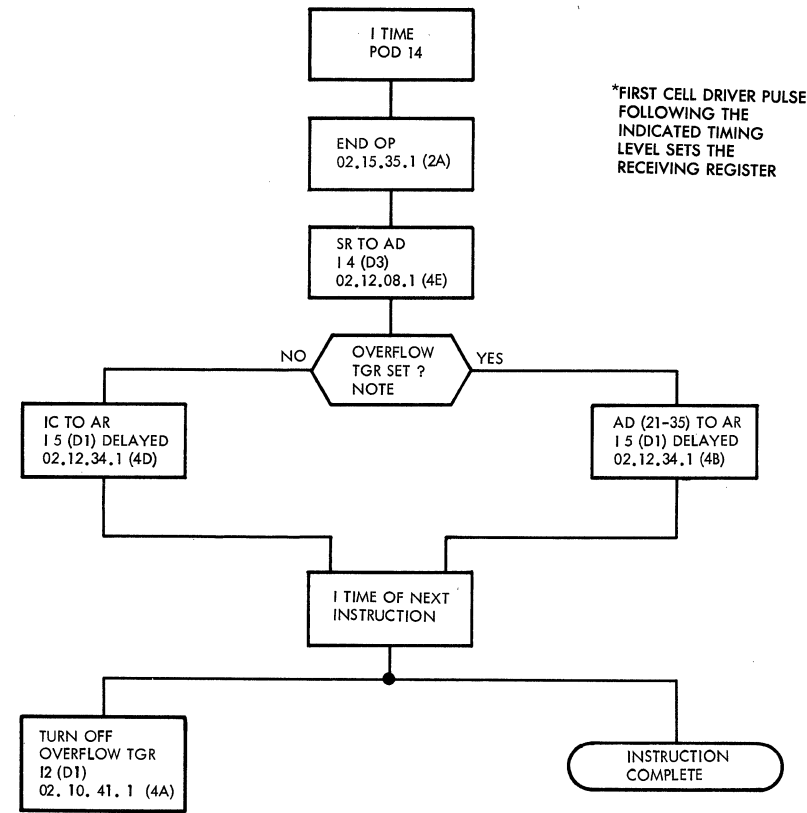 I TIME
POD 14
*FIRST CELL DRIVER PULSE
FOLLOWING THE
INDICATED TIMING
LEVEL SETS THE
RECEIVING REGISTER
END OP
02.15.35.1 (2A)
SR TO AD
I 4 (D3)
02.12.08.1 (4E)
NO
OVERFLOW
TGR SET ?
NOTE
YES
IC TO AR
I 5 (D1) DELAYED
02.12.34.1 (4D)
AD (21-35) TO AR
I 5 (D1) DELAYED
02.12.34.1 (4B)
I TIME OF NEXT
INSTRUCTION
TURN OFF
OVERFLOW TGR
I2 (D1)
02. 10. 41. 1 (4A)
INSTRUCTION
COMPLETE